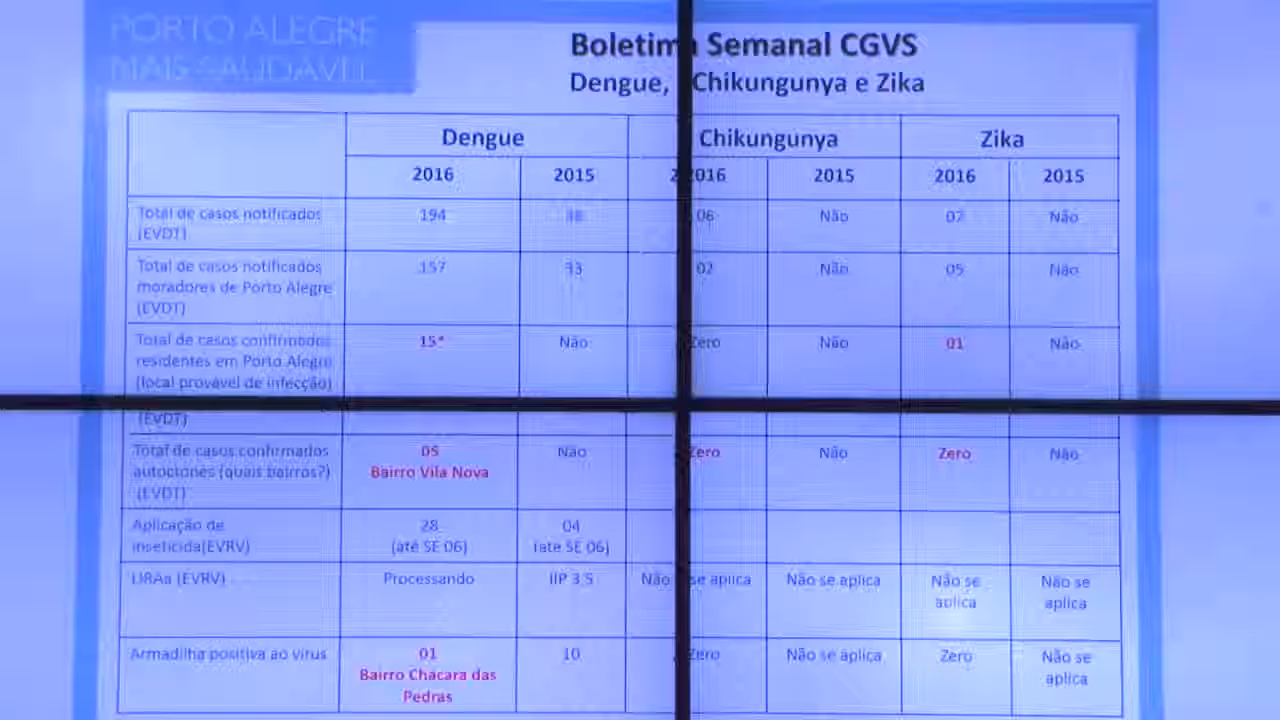 PORTO ALEGRE
MAIS SAUDÁVEL
Boletim Semanal CGVS
Dengue, Chikungunya e Zika
Dengue Chikungunya Zika
2016 2015 2016 2015 2016 2015
Total de casos notificados 194 06 Não 07 Não
(EVDT)
Total de casos notificados 157 33 02 Não 05 Não
moradores de Porto Alegre
(EVDT)
Total de casos confirmados 15* Não Zero Não 01 Não
residentes em Porto Alegre
(local provável de infecção)
(EVDT)
Total de casos confirmados 05 Não Zero Não Zero Não
autoctones (quais bairros?) Bairro Vila Nova
(EVDT)
Aplicação de 28 04
inseticida(EVRV) (até SE 06) (até SE 06)
LIRAa (EVRV) Processando IIP 3.5 Não se aplica Não se aplica Não se Não se
aplica aplica
Armadilha positiva ao vírus 01 10 Zero Não se aplica Zero Não se
Bairro Chácara das aplica
Pedras